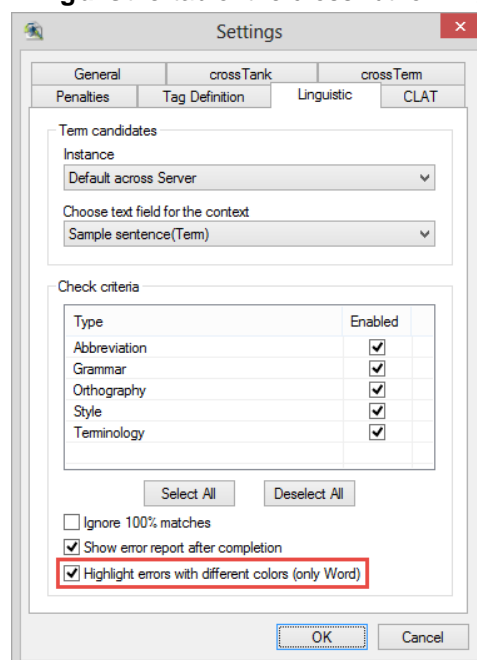 Settings
General crossTank crossTerm
Penalties Tag Definition Linguistic CLAT
Term candidates
Instance
Default across Server
Choose text field for the context
Sample sentence(Term)
Check criteria
Type Enabled
Abbreviation
Grammar
Orthography
Style
Terminology
Select All Deselect All
Ignore 100% matches
Show error report after completion
Highlight errors with different colors (only Word)
OK Cancel